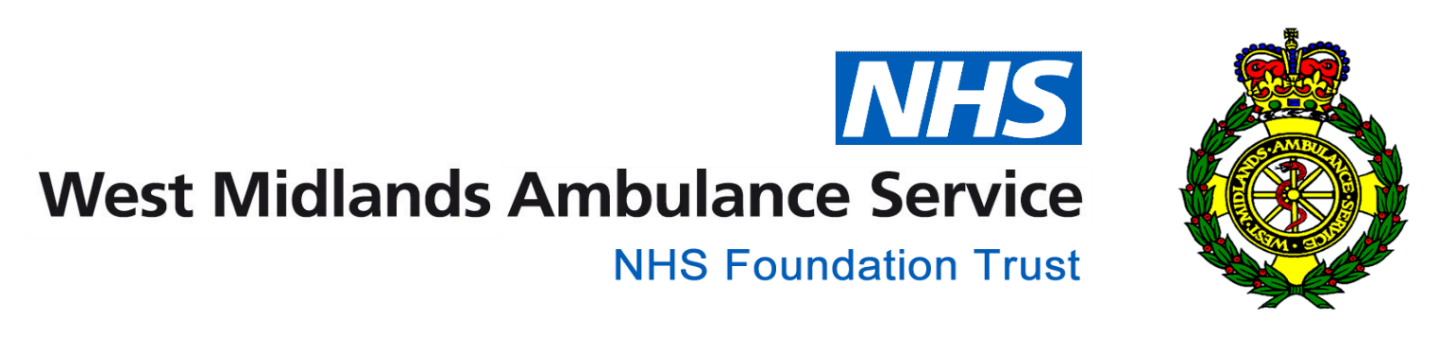 NHS
West Midlands Ambulance Service
NHS Foundation Trust
WEST·MIDLANDS·AMBULANCE·SERVICE·